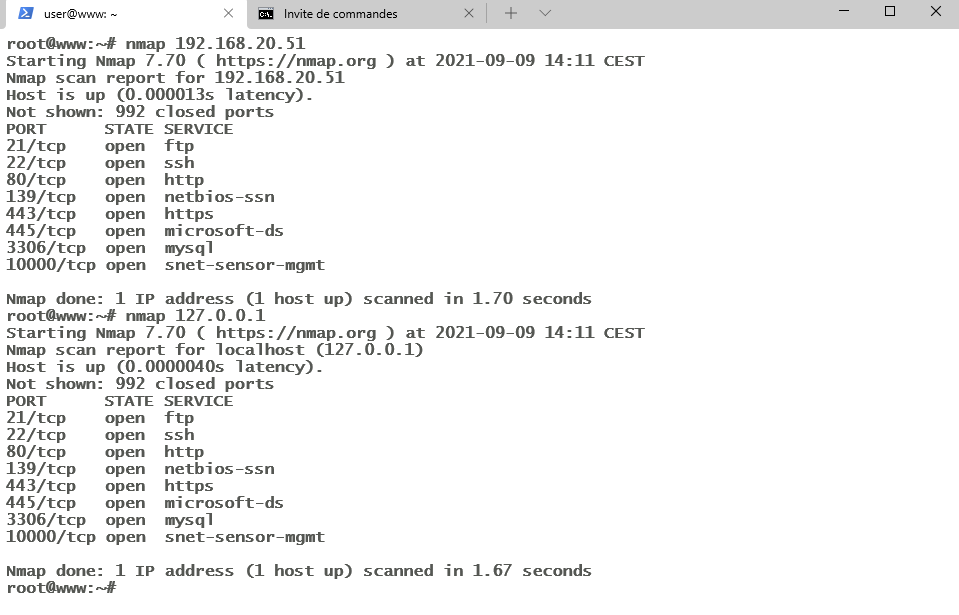 user@www: ~
Invite de commandes
root@www:~# nmap 192.168.20.51
Starting Nmap 7.70 ( https://nmap.org ) at 2021-09-09 14:11 CEST
Nmap scan report for 192.168.20.51
Host is up (0.000013s latency).
Not shown: 992 closed ports
PORT      STATE SERVICE
21/tcp    open  ftp
22/tcp    open  ssh
80/tcp    open  http
139/tcp   open  netbios-ssn
443/tcp   open  https
445/tcp   open  microsoft-ds
3306/tcp  open  mysql
10000/tcp open  snet-sensor-mgmt
Nmap done: 1 IP address (1 host up) scanned in 1.70 seconds
root@www:~# nmap 127.0.0.1
Starting Nmap 7.70 ( https://nmap.org ) at 2021-09-09 14:11 CEST
Nmap scan report for localhost (127.0.0.1)
Host is up (0.0000040s latency).
Not shown: 992 closed ports
PORT      STATE SERVICE
21/tcp    open  ftp
22/tcp    open  ssh
80/tcp    open  http
139/tcp   open  netbios-ssn
443/tcp   open  https
445/tcp   open  microsoft-ds
3306/tcp  open  mysql
10000/tcp open  snet-sensor-mgmt
Nmap done: 1 IP address (1 host up) scanned in 1.67 seconds
root@www:~#